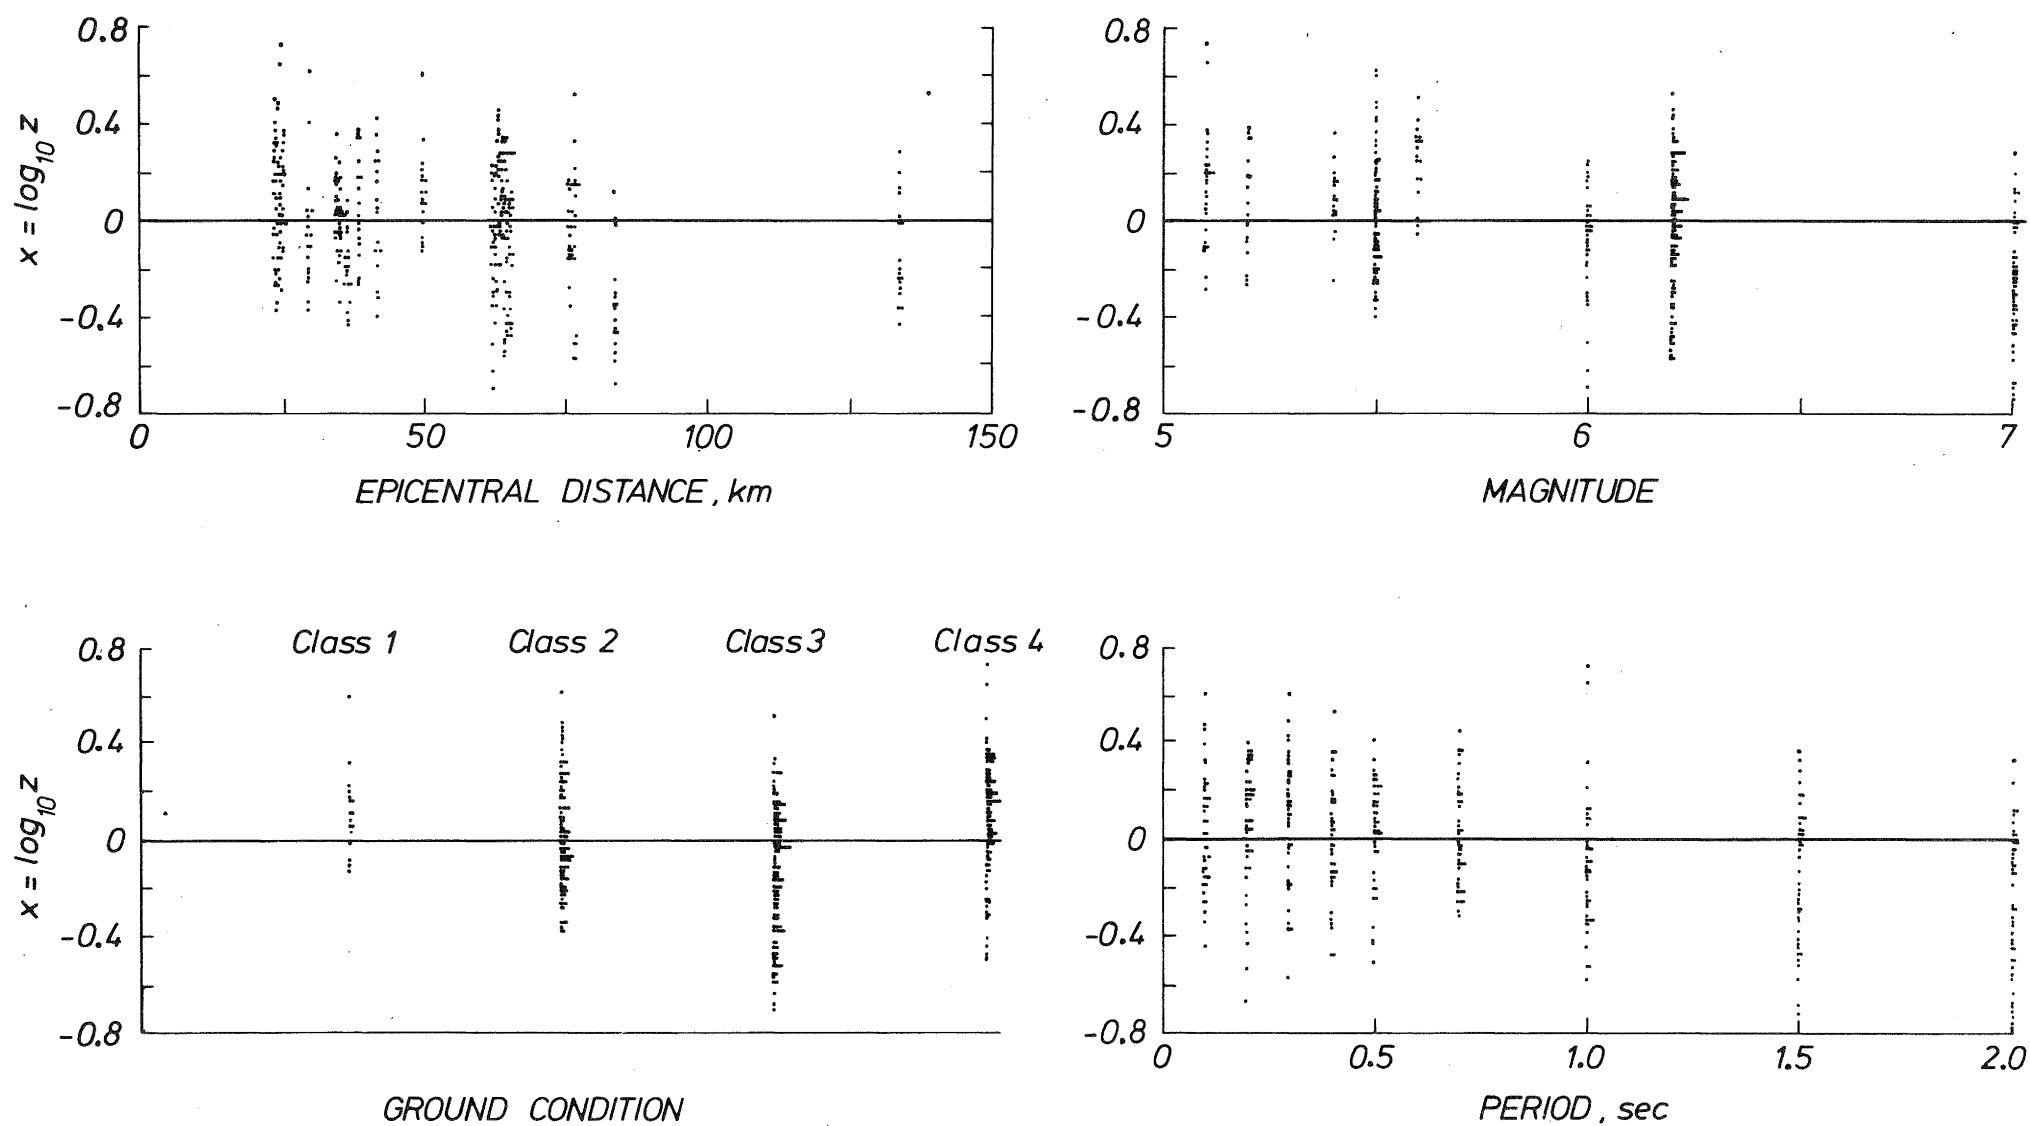 0.8
0.4
0
-0.4
-0.8
x = log10 z
0 50 100 150
EPICENTRAL DISTANCE, km
0.8
0.4
0
-0.4
-0.8
5 6 7
MAGNITUDE
Class 1 Class 2 Class 3 Class 4
0.8
0.4
0
-0.4
-0.8
x = log10 z
GROUND CONDITION
0.8
0.4
0
-0.4
-0.8
0 0.5 1.0 1.5 2.0
PERIOD, sec